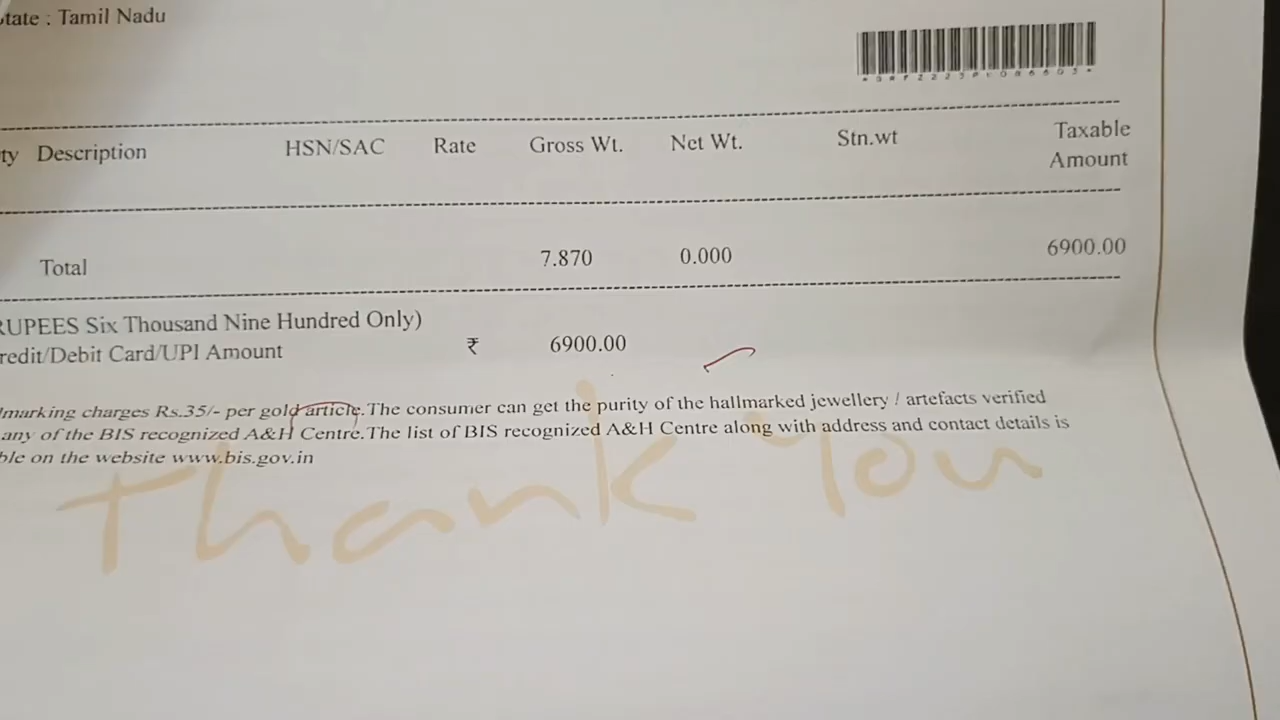 State : Tamil Nadu
ty Description HSN/SAC Rate Gross Wt. Net Wt. Stn.wt Taxable Amount
Total 7.870 0.000 6900.00
RUPEES Six Thousand Nine Hundred Only)
redit/Debit Card/UPI Amount ₹ 6900.00
lmarking charges Rs.35/- per gold article.The consumer can get the purity of the hallmarked jewellery / artefacts verified
any of the BIS recognized A&H Centre.The list of BIS recognized A&H Centre along with address and contact details is
ble on the website www.bis.gov.in
Thank You